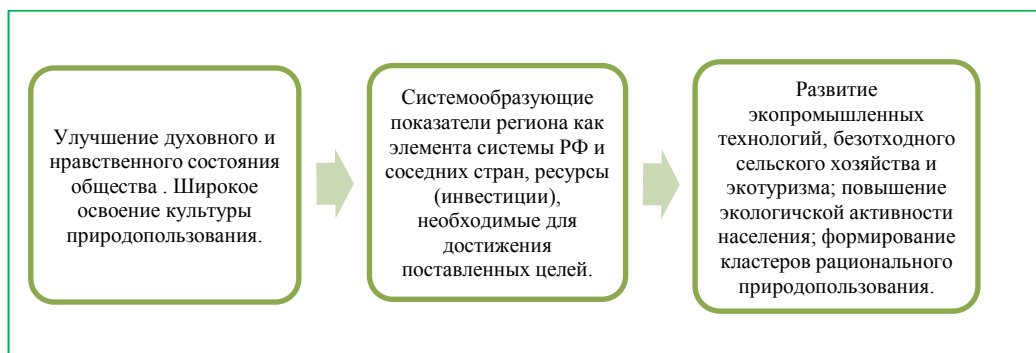 Улучшение духовного и
нравственного состояния
общества . Широкое
освоение культуры
природопользования.
Системообразующие
показатели региона как
элемента системы РФ и
соседних стран, ресурсы
(инвестиции),
необходимые для
достижения
поставленных целей.
Развитие
экопромышленных
технологий, безотходного
сельского хозяйства и
экотуризма; повышение
экологичской активности
населения; формирование
кластеров рационального
природопользования.